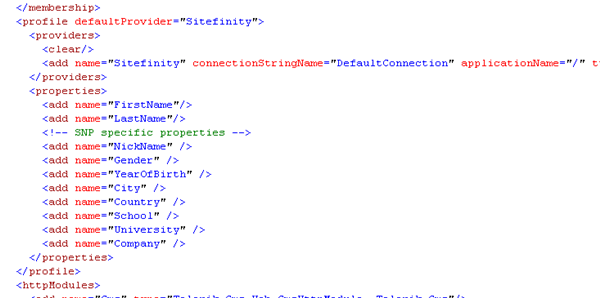 </membership>
<profile defaultProvider="Sitefinity">
<providers>
<clear/>
<add name="Sitefinity" connectionStringName="DefaultConnection" applicationName="/"
</providers>
<properties>
<add name="FirstName"/>
<add name="LastName"/>
<!-- SNP specific properties -->
<add name="NickName" />
<add name="Gender" />
<add name="YearOfBirth" />
<add name="City" />
<add name="Country" />
<add name="School" />
<add name="University" />
<add name="Company" />
</properties>
</profile>
<httpModules>